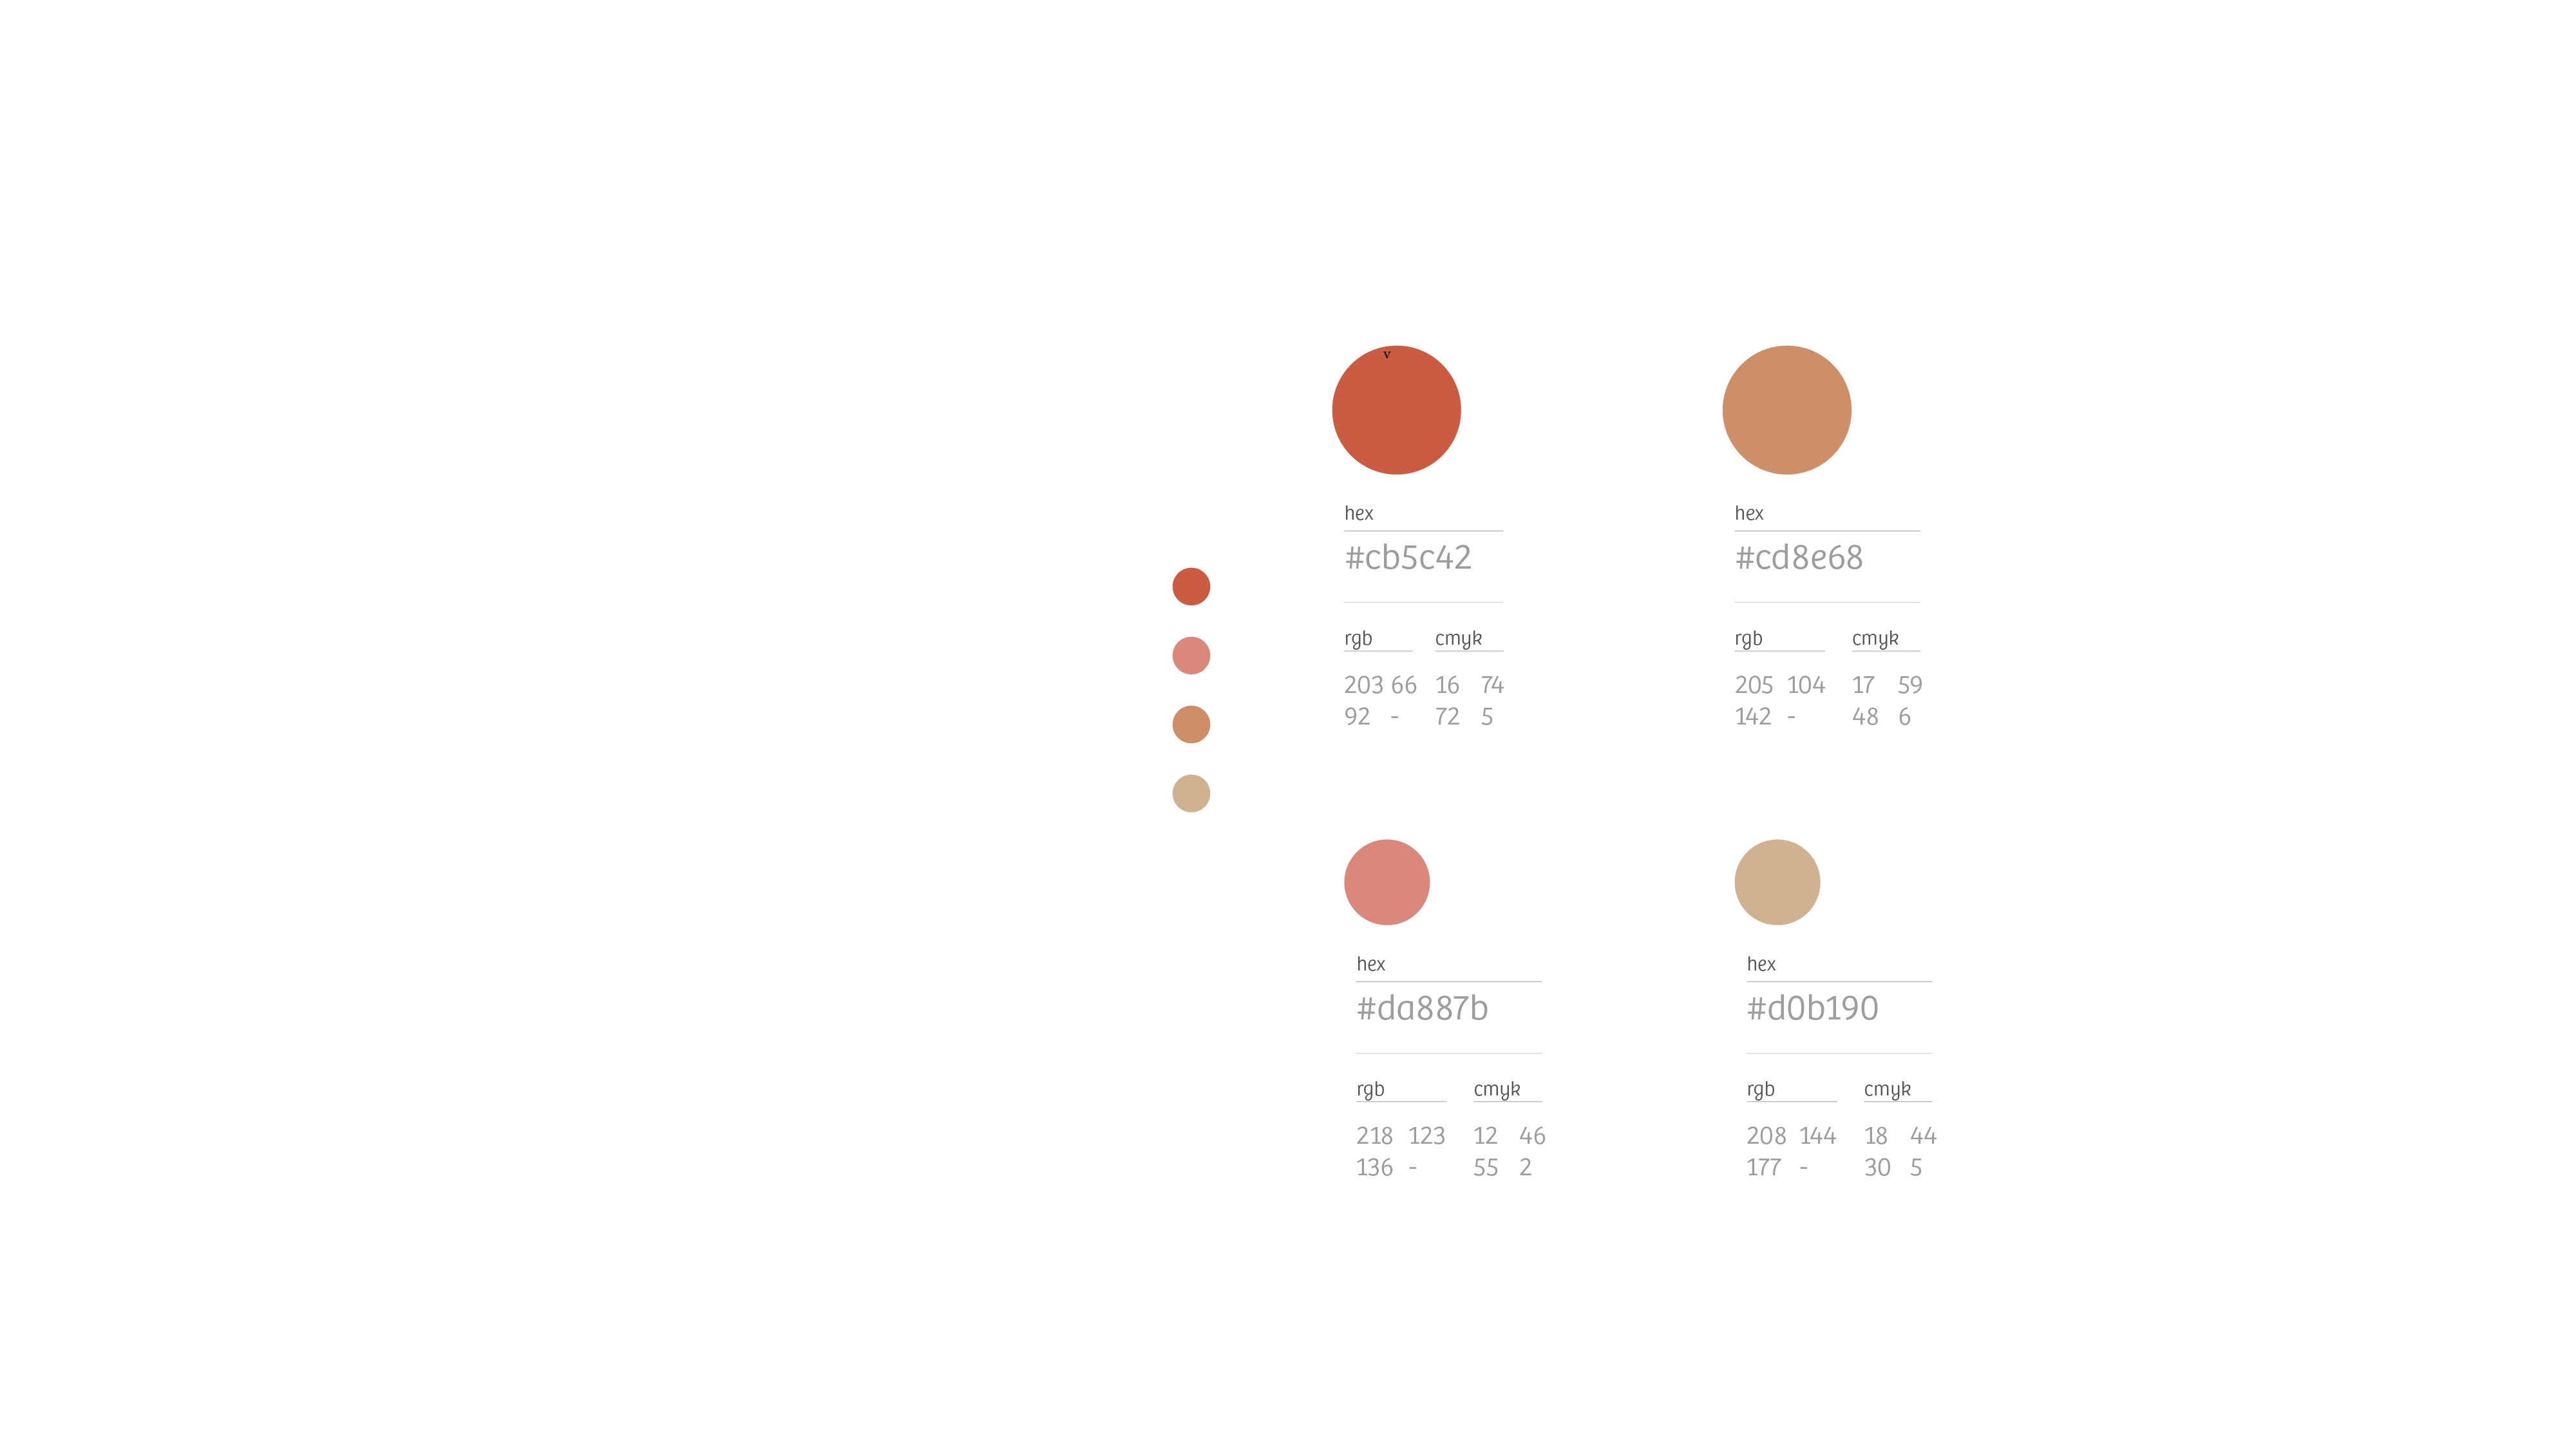 v
hex
#cb5c42
rgb cmyk
203 66 16 74
92 - 72 5
hex
#cd8e68
rgb cmyk
205 104 17 59
142 - 48 6
hex
#da887b
rgb cmyk
218 123 12 46
136 - 55 2
hex
#d0b190
rgb cmyk
208 144 18 44
177 - 30 5